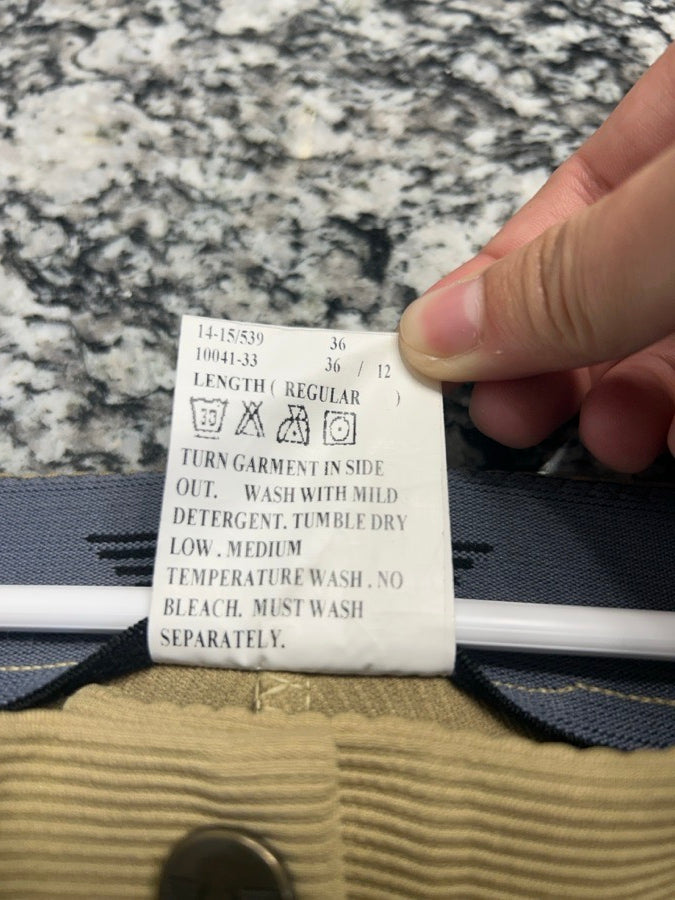 14-15/539 36
10041-33 36 / 12
LENGTH ( REGULAR )
30
TURN GARMENT IN SIDE
OUT. WASH WITH MILD
DETERGENT. TUMBLE DRY
LOW. MEDIUM
TEMPERATURE WASH. NO
BLEACH. MUST WASH
SEPARATELY.